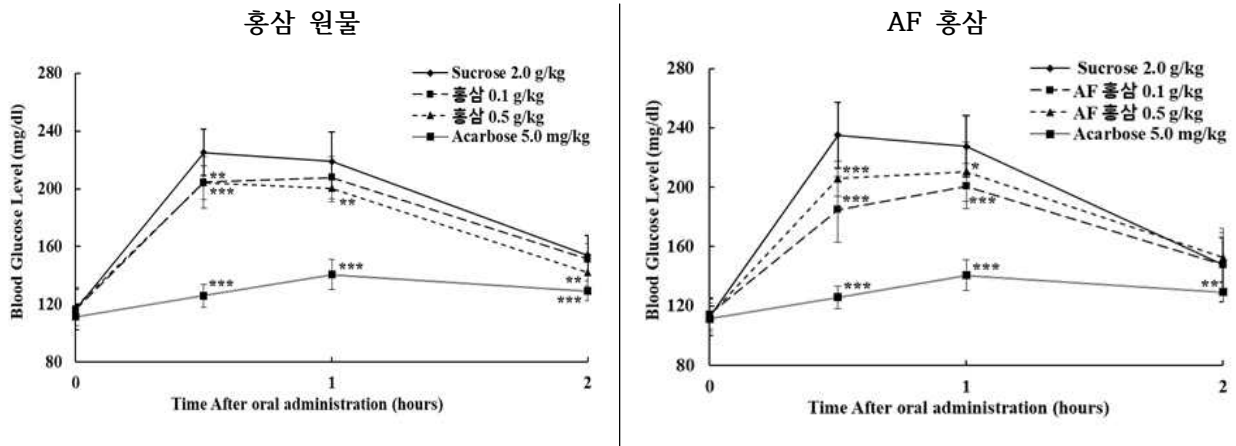 홍삼 원물
280
240
200
160
120
80
Blood Glucose Level (mg/dl)
Sucrose 2.0 g/kg
홍삼 0.1 g/kg
홍삼 0.5 g/kg
Acarbose 5.0 mg/kg
**
***
**
***
***
**
***
0
1
2
Time After oral administration (hours)
AF 홍삼
280
240
200
160
120
80
Blood Glucose Level (mg/dl)
Sucrose 2.0 g/kg
AF 홍삼 0.1 g/kg
AF 홍삼 0.5 g/kg
Acarbose 5.0 mg/kg
***
*
***
***
***
***
0
1
2
Time After oral administration (hours)